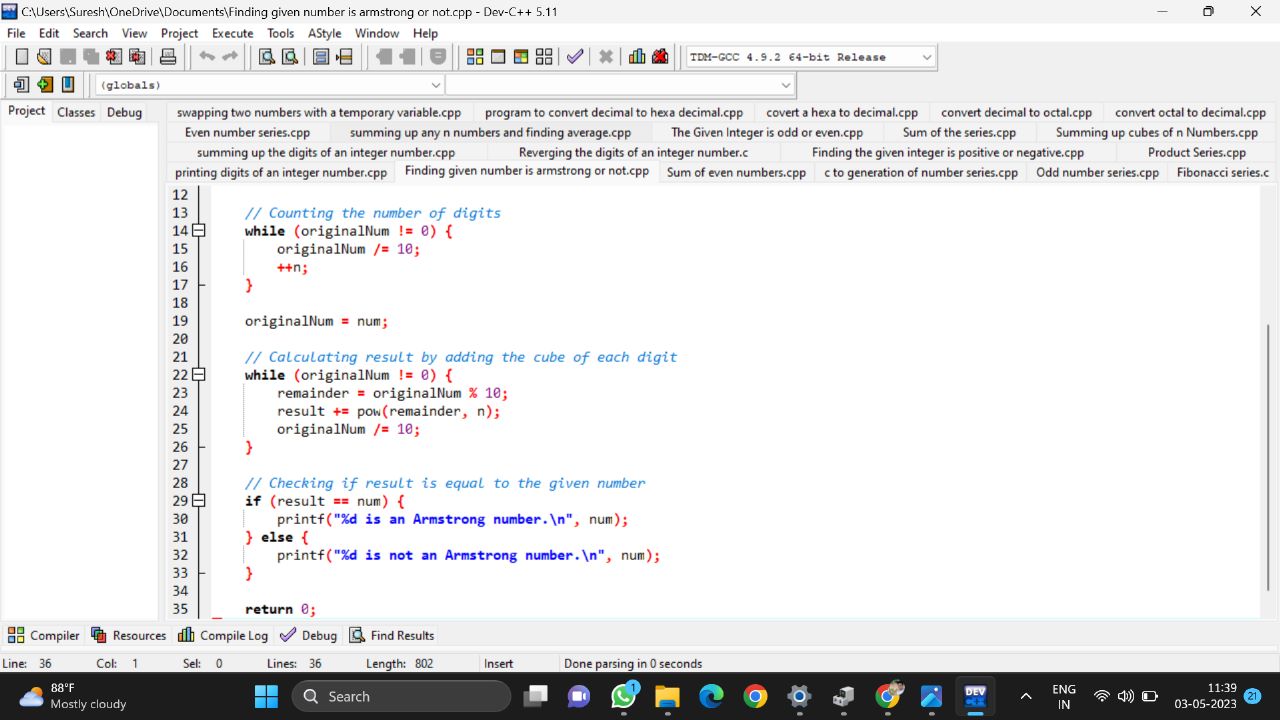 C:\Users\Suresh\OneDrive\Documents\Finding given number is armstrong or not.cpp - Dev-C++ 5.11
File Edit Search View Project Execute Tools AStyle Window Help
TDM-GCC 4.9.2 64-bit Release
(globals)
Project Classes Debug
swapping two numbers with a temporary variable.cpp program to convert decimal to hexa decimal.cpp covert a hexa to decimal.cpp convert decimal to octal.cpp convert octal to decimal.cpp
Even number series.cpp summing up any n numbers and finding average.cpp The Given Integer is odd or even.cpp Sum of the series.cpp Summing up cubes of n Numbers.cpp
summing up the digits of an integer number.cpp Reverging the digits of an integer number.c Finding the given integer is positive or negative.cpp Product Series.cpp
printing digits of an integer number.cpp Finding given number is armstrong or not.cpp Sum of even numbers.cpp c to generation of number series.cpp Odd number series.cpp Fibonacci series.c
12
13 // Counting the number of digits
14 while (originalNum != 0) {
15 originalNum /= 10;
16 ++n;
17 }
18
19 originalNum = num;
20
21 // Calculating result by adding the cube of each digit
22 while (originalNum != 0) {
23 remainder = originalNum % 10;
24 result += pow(remainder, n);
25 originalNum /= 10;
26 }
27
28 // Checking if result is equal to the given number
29 if (result == num) {
30 printf("%d is an Armstrong number.\n", num);
31 } else {
32 printf("%d is not an Armstrong number.\n", num);
33 }
34
35 return 0;
Compiler Resources Compile Log Debug Find Results
Line: 36 Col: 1 Sel: 0 Lines: 36 Length: 802 Insert Done parsing in 0 seconds
88°F
Mostly cloudy
Search
1
DEV
C++
ENG
IN
11:39
03-05-2023
21